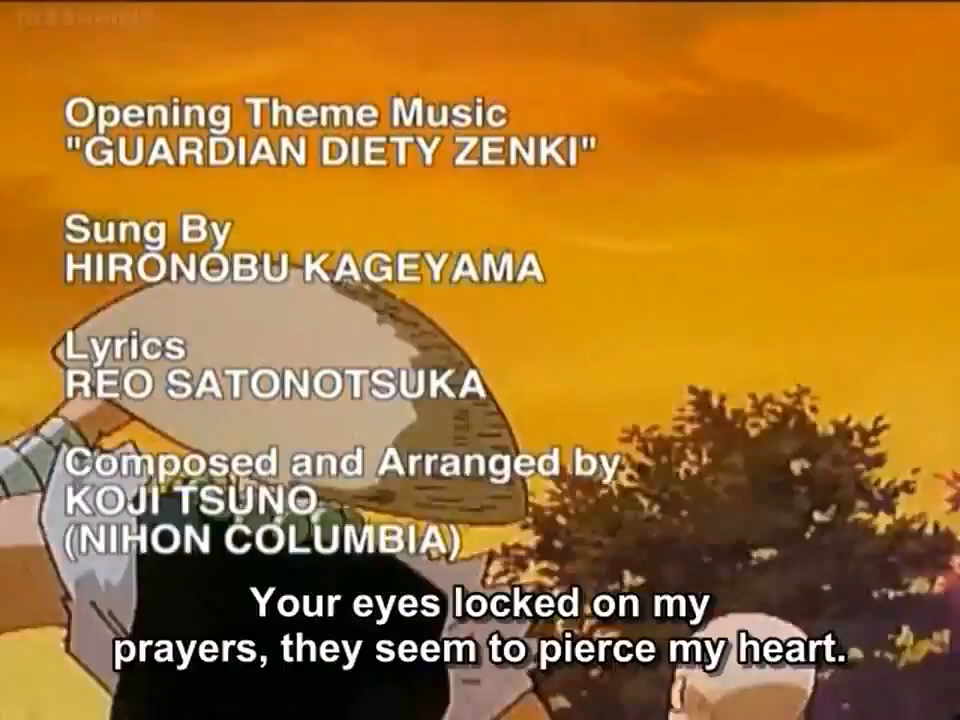 Opening Theme Music
"GUARDIAN DIETY ZENKI"
Sung By
HIRONOBU KAGEYAMA
Lyrics
REO SATONOTSUKA
Composed and Arranged by
KOJI TSUNO
(NIHON COLUMBIA)
Your eyes locked on my
prayers, they seem to pierce my heart.